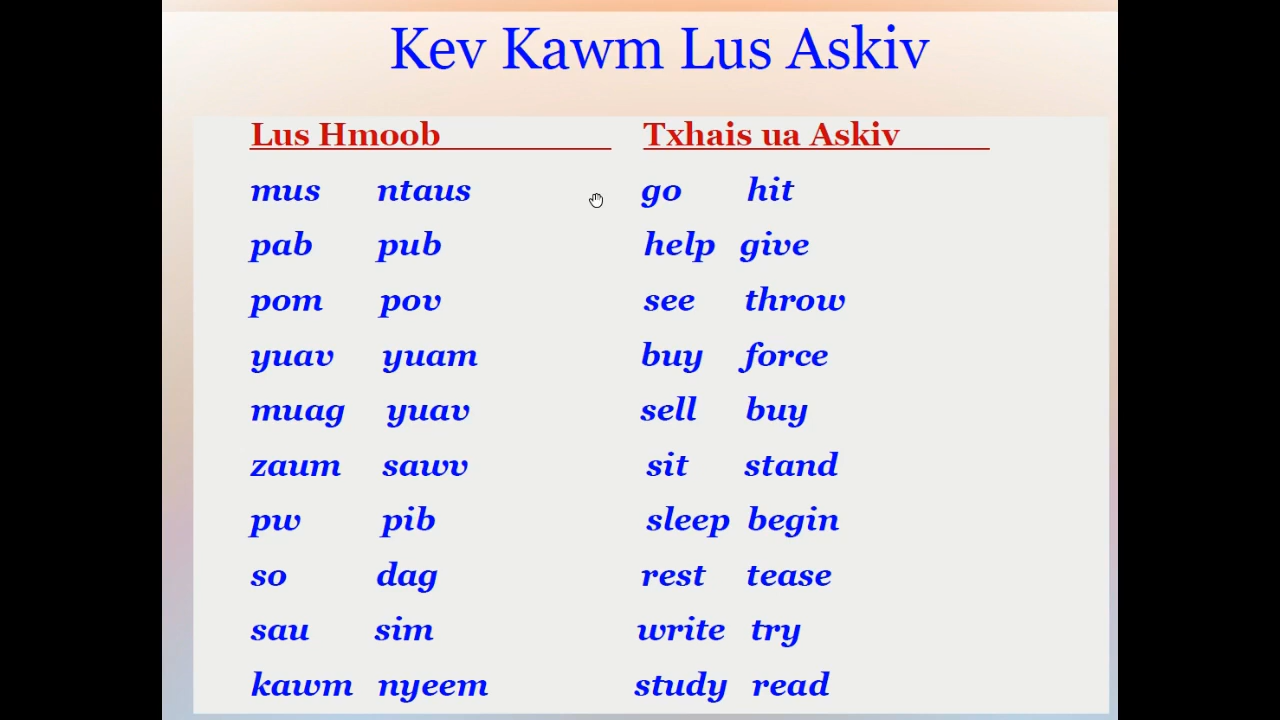 Kev Kawm Lus Askiv
Lus Hmoob Txhais ua Askiv
mus ntaus go hit
pab pub help give
pom pov see throw
yuav yuam buy force
muag yuav sell buy
zaum sawv sit stand
pw pib sleep begin
so dag rest tease
sau sim write try
kawm nyeem study read